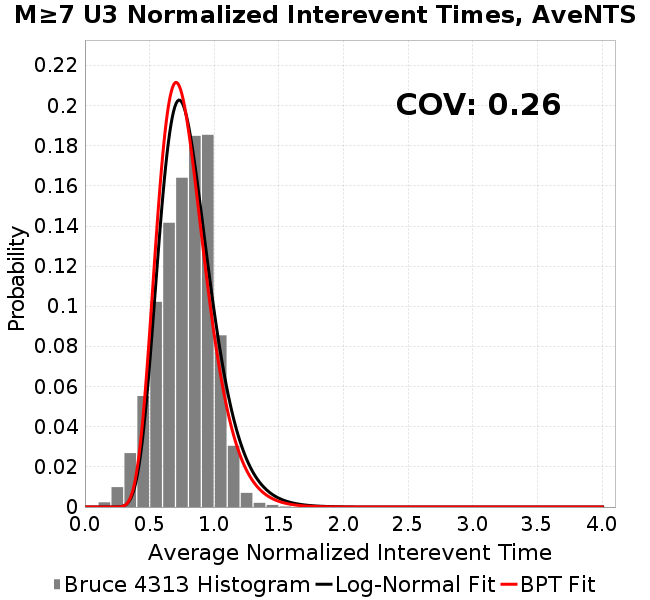 M≥7 U3 Normalized Interevent Times, AveNTS
COV: 0.26
Probability
0.22
0.2
0.18
0.16
0.14
0.12
0.1
0.08
0.06
0.04
0.02
0
0.0 0.5 1.0 1.5 2.0 2.5 3.0 3.5 4.0
Average Normalized Interevent Time
Bruce 4313 Histogram Log-Normal Fit BPT Fit